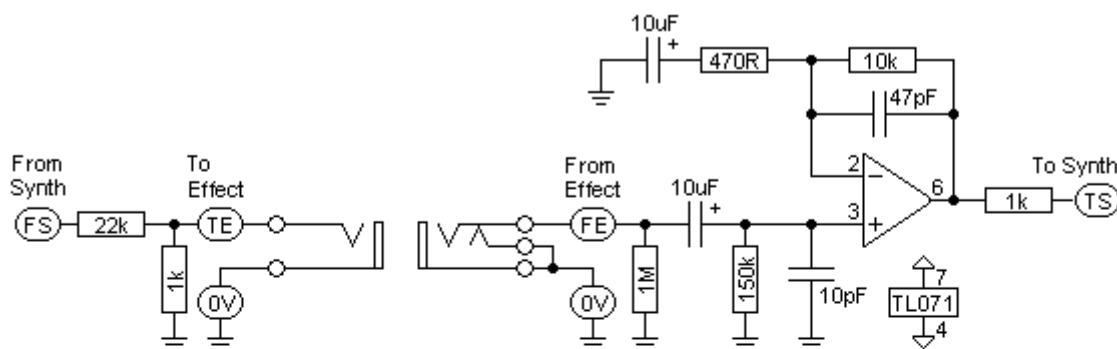 10uF
+
470R
10k
47pF
From
Synth
To
Effect
From
Effect
10uF
+
To Synth
2
−
6
FS
22k
TE
FE
3
+
1k
TS
1k
0V
0V
1M
150k
10pF
7
TL071
4